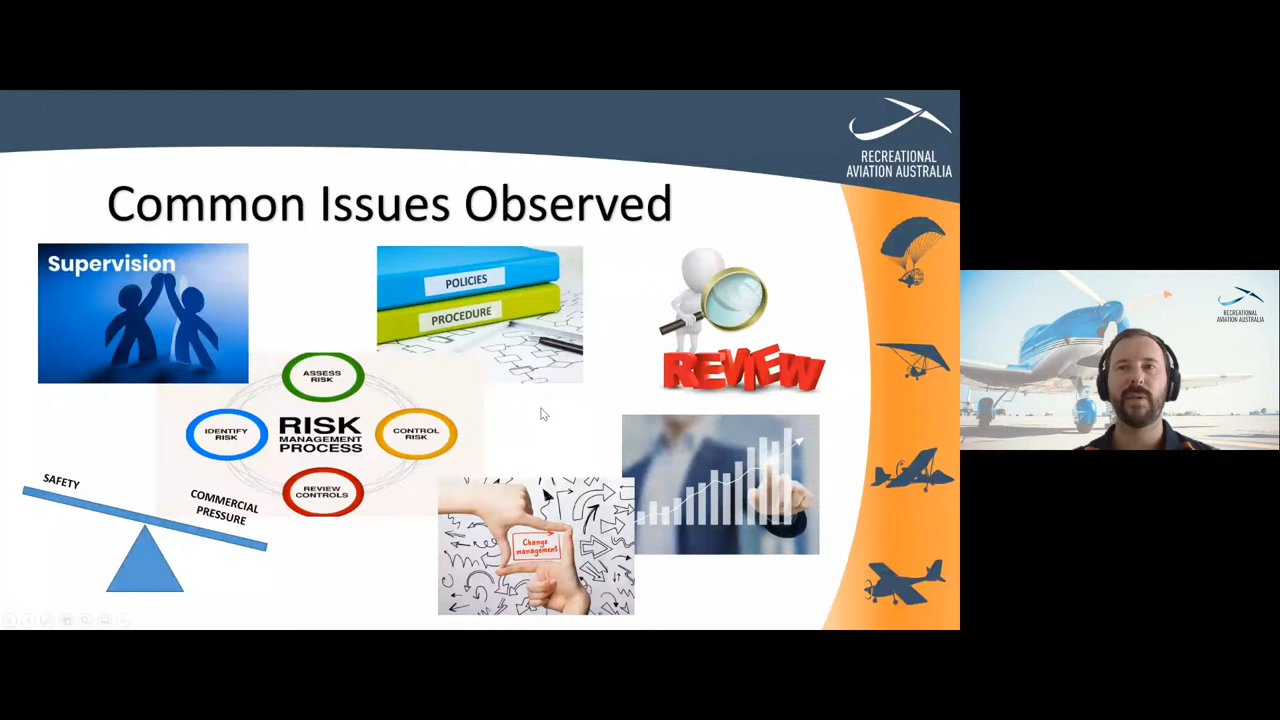 RECREATIONAL
AVIATION AUSTRALIA
Common Issues Observed
Supervision
POLICIES
PROCEDURE
REVIEW
ASSESS
RISK
IDENTIFY
RISK
RISK
MANAGEMENT
PROCESS
CONTROL
RISK
REVIEW
CONTROLS
SAFETY
COMMERCIAL
PRESSURE
Change
management
RECREATIONAL
AVIATION AUSTRALIA